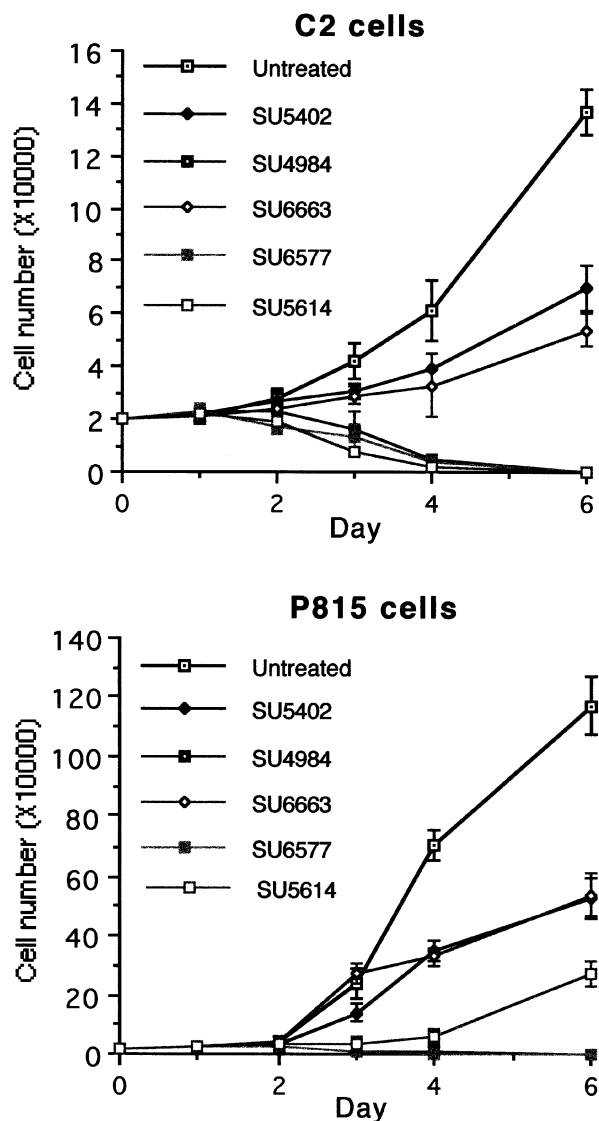 C2 cells
16
14
12
10
8
6
4
2
0
Cell number (X10000)
Untreated
SU5402
SU4984
SU6663
SU6577
SU5614
0
2
4
6
Day
P815 cells
140
120
100
80
60
40
20
0
Cell number (X10000)
Untreated
SU5402
SU4984
SU6663
SU6577
SU5614
0
2
4
6
Day